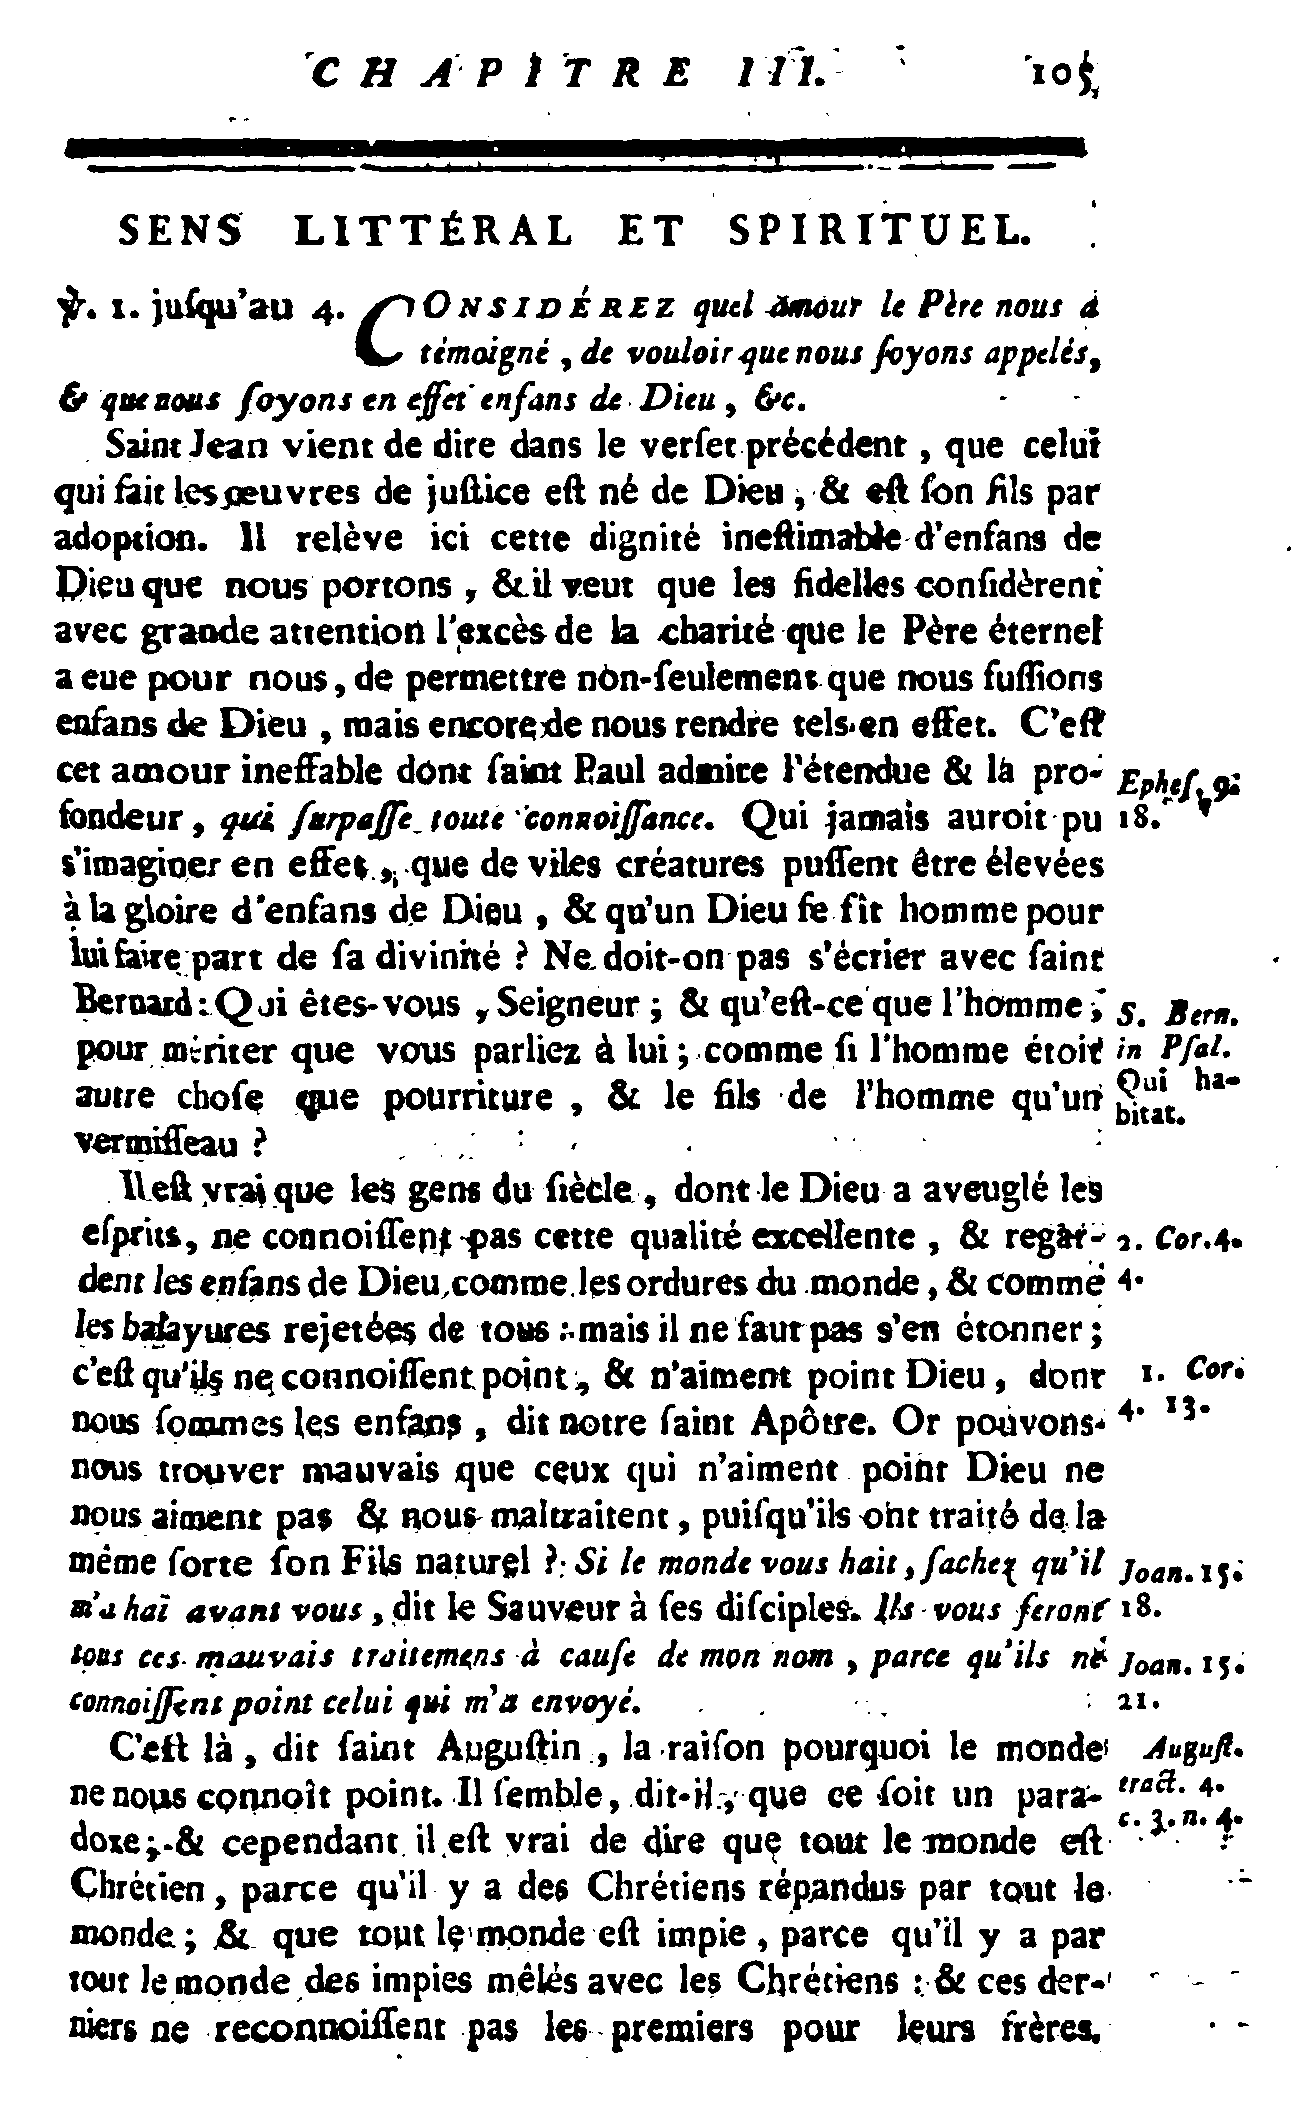 CHAPITRE III. 105
SENS LITTÉRAL ET SPIRITUEL.
℣. 1. juſqu'au 4. CONSIDÉREZ quel amour le Père nous a
témoigné, de vouloir que nous ſoyons appelés,
& que nous ſoyons en effet enfans de Dieu, &c.
Saint Jean vient de dire dans le verſet précédent, que celui
qui fait les œuvres de juſtice eſt né de Dieu, & eſt ſon fils par
adoption. Il relève ici cette dignité ineſtimable d'enfans de
Dieu que nous portons, & il veut que les fidelles conſidèrent
avec grande attention l'excès de la charité que le Père éternel
a eue pour nous, de permettre non-ſeulement que nous fuſſions
enfans de Dieu, mais encore de nous rendre tels en effet. C'eſt
cet amour ineffable dont ſaint Paul admire l'étendue & la pro-
fondeur, qui ſurpaſſe toute connoiſſance. Qui jamais auroit pu
s'imaginer en effet, que de viles créatures puſſent être élevées
à la gloire d'enfans de Dieu, & qu'un Dieu ſe fît homme pour
lui faire part de ſa divinité ? Ne doit-on pas s'écrier avec ſaint
Bernard : Qui êtes-vous, Seigneur ; & qu'eſt-ce que l'homme,
pour mériter que vous parliez à lui ; comme ſi l'homme étoit
autre choſe que pourriture, & le fils de l'homme qu'un
vermiſſeau ?
Il eſt vrai que les gens du ſiècle, dont le Dieu a aveuglé les
eſprits, ne connoiſſent pas cette qualité excellente, & regar-
dent les enfans de Dieu comme les ordures du monde, & comme
les balayures rejetées de tous : mais il ne faut pas s'en étonner ;
c'eſt qu'ils ne connoiſſent point, & n'aiment point Dieu, dont
nous ſommes les enfans, dit notre ſaint Apôtre. Or pouvons-
nous trouver mauvais que ceux qui n'aiment point Dieu ne
nous aiment pas & nous maltraitent, puiſqu'ils ont traité de la
même ſorte ſon Fils naturel ? Si le monde vous hait, ſachez qu'il
m'a haï avant vous, dit le Sauveur à ſes diſciples. Ils vous feront
tous ces mauvais traitemens à cauſe de mon nom, parce qu'ils ne
connoiſſent point celui qui m'a envoyé.
C'eſt là, dit ſaint Auguſtin, la raiſon pourquoi le monde
ne nous connoît point. Il ſemble, dit-il, que ce ſoit un para-
doxe ; & cependant il eſt vrai de dire que tout le monde eſt
Chrétien, parce qu'il y a des Chrétiens répandus par tout le
monde ; & que tout le monde eſt impie, parce qu'il y a par
tout le monde des impies mêlés avec les Chrétiens : & ces der-
niers ne reconnoiſſent pas les premiers pour leurs frères.
Epheſ.
18.
S. Bern.
in Pſal.
Qui ha-
bitat.
2. Cor. 4.
4.
1. Cor.
4. 13.
Joan. 15.
18.
Joan. 15.
21.
Auguſt.
tract. 4.
c. 3. n. 4.